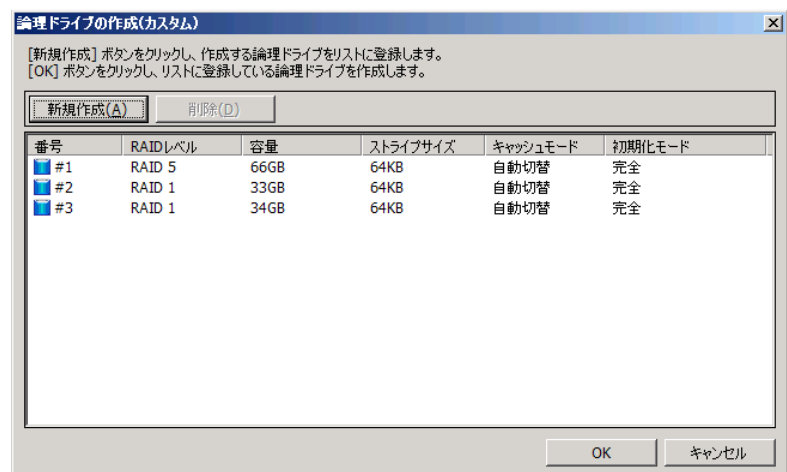 論理ドライブの作成(カスタム)
[新規作成] ボタンをクリックし、作成する論理ドライブをリストに登録します。
[OK] ボタンをクリックし、リストに登録している論理ドライブを作成します。
新規作成(A) 削除(D)
番号 RAIDレベル 容量 ストライプサイズ キャッシュモード 初期化モード
#1 RAID 5 66GB 64KB 自動切替 完全
#2 RAID 1 33GB 64KB 自動切替 完全
#3 RAID 1 34GB 64KB 自動切替 完全
OK キャンセル